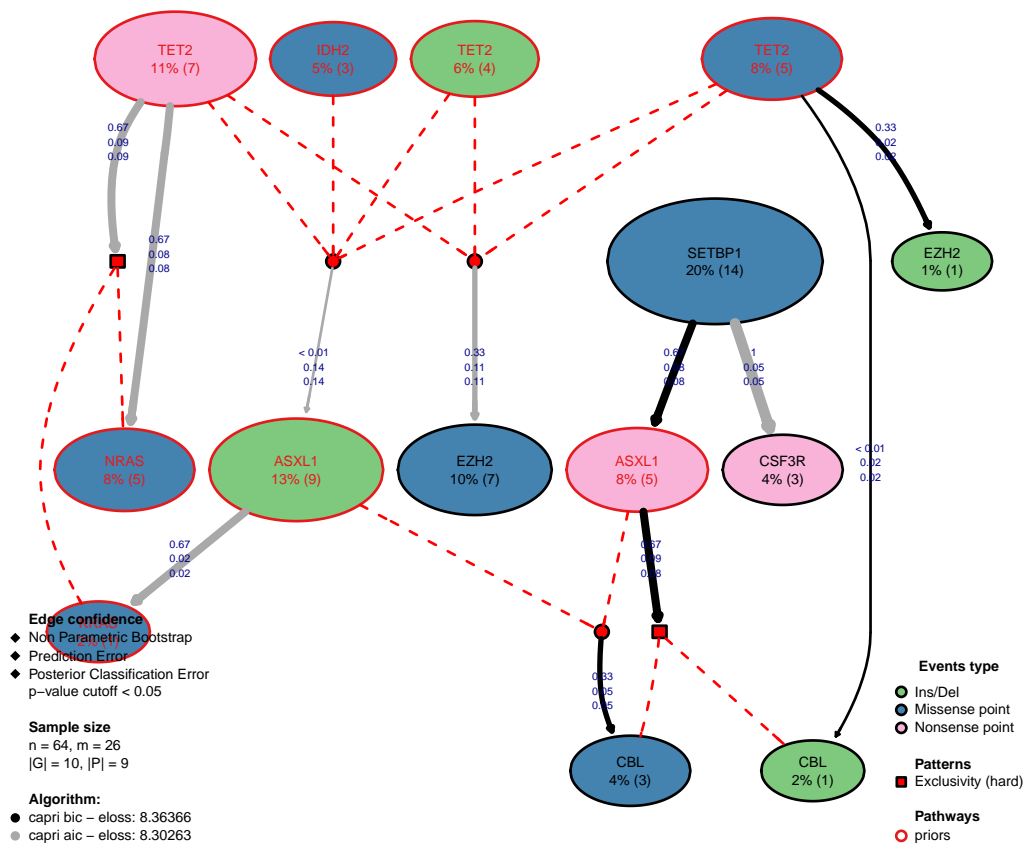 TET2
11% (7)
IDH2
5% (3)
TET2
6% (4)
TET2
8% (5)
0.67
0.09
0.09
0.33
0.02
0.02
0.67
0.08
0.08
SETBP1
20% (14)
EZH2
1% (1)
< 0.01
0.14
0.14
0.33
0.11
0.11
0.08
1
0.05
0.05
NRAS
8% (5)
ASXL1
13% (9)
EZH2
10% (7)
ASXL1
8% (5)
CSF3R
4% (3)
< 0.01
0.02
0.02
0.67
0.02
0.02
0.67
0.09
0.08
KRAS
2% (1)
0.33
0.05
0.05
CBL
4% (3)
CBL
2% (1)
Edge confidence
Non Parametric Bootstrap
Prediction Error
Posterior Classification Error
p−value cutoff < 0.05
Sample size
n = 64, m = 26
|G| = 10, |P| = 9
Algorithm:
capri bic − eloss: 8.36366
capri aic − eloss: 8.30263
Events type
Ins/Del
Missense point
Nonsense point
Patterns
Exclusivity (hard)
Pathways
priors